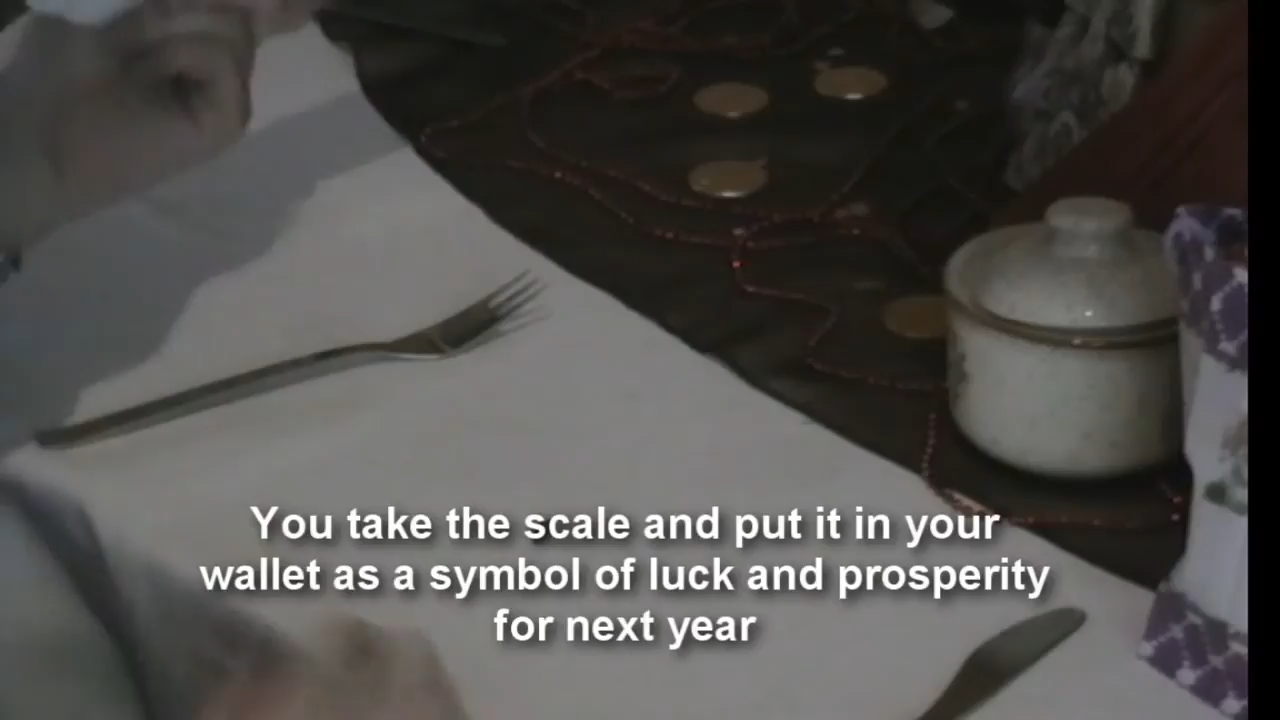 You take the scale and put it in your
wallet as a symbol of luck and prosperity
for next year